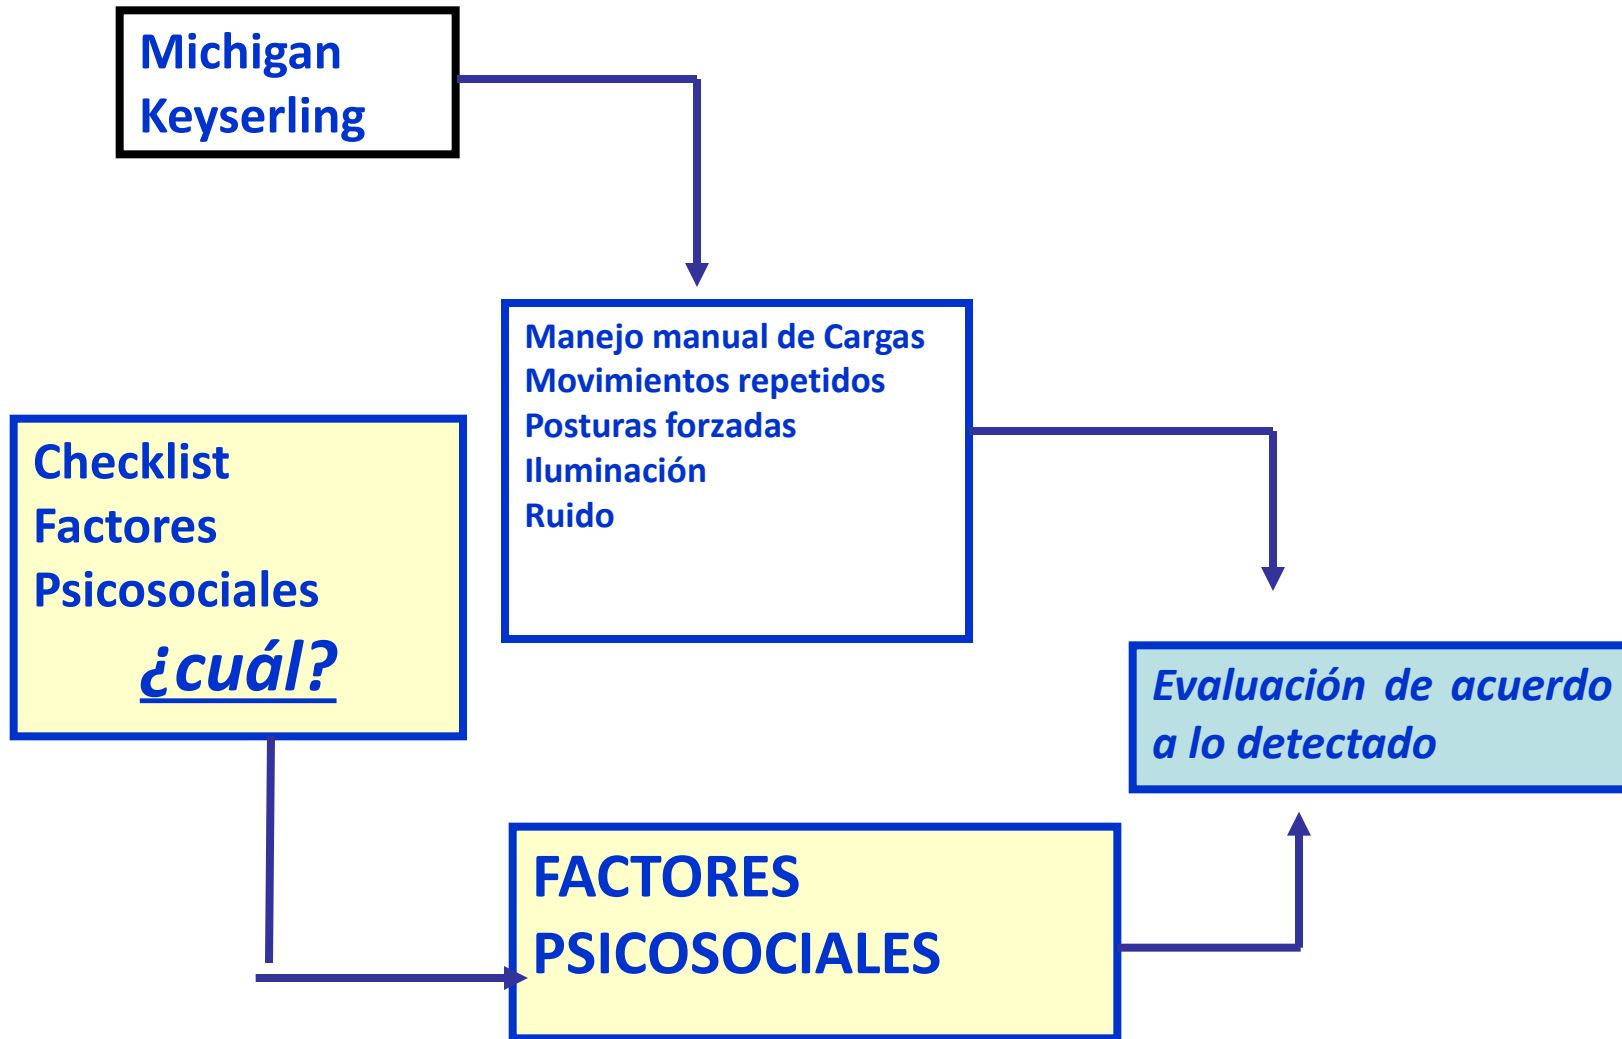 Michigan
Keyserling
Manejo manual de Cargas
Movimientos repetidos
Posturas forzadas
Iluminación
Ruido
Checklist
Factores
Psicosociales
¿cuál?
Evaluación de acuerdo
a lo detectado
FACTORES
PSICOSOCIALES